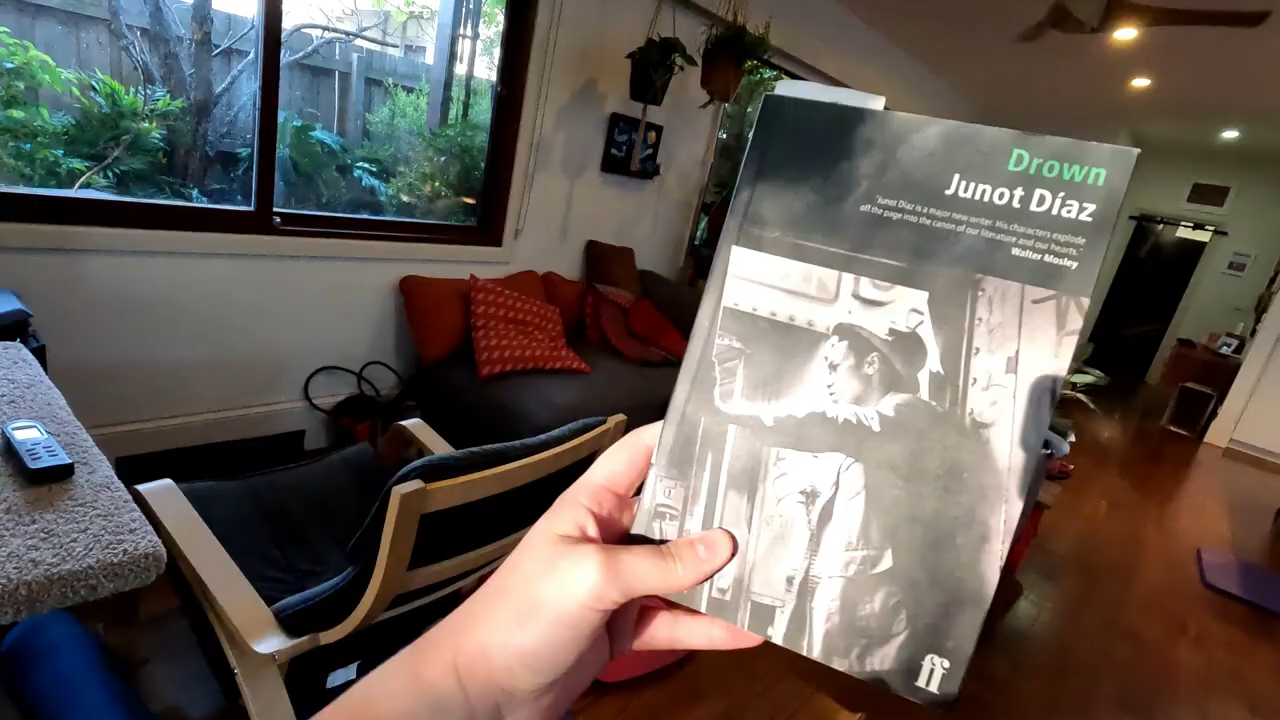 Drown
Junot Díaz
"Junot Díaz is a major new writer. His characters explode
off the page into the canon of our literature and our hearts."
Walter Mosley
ff